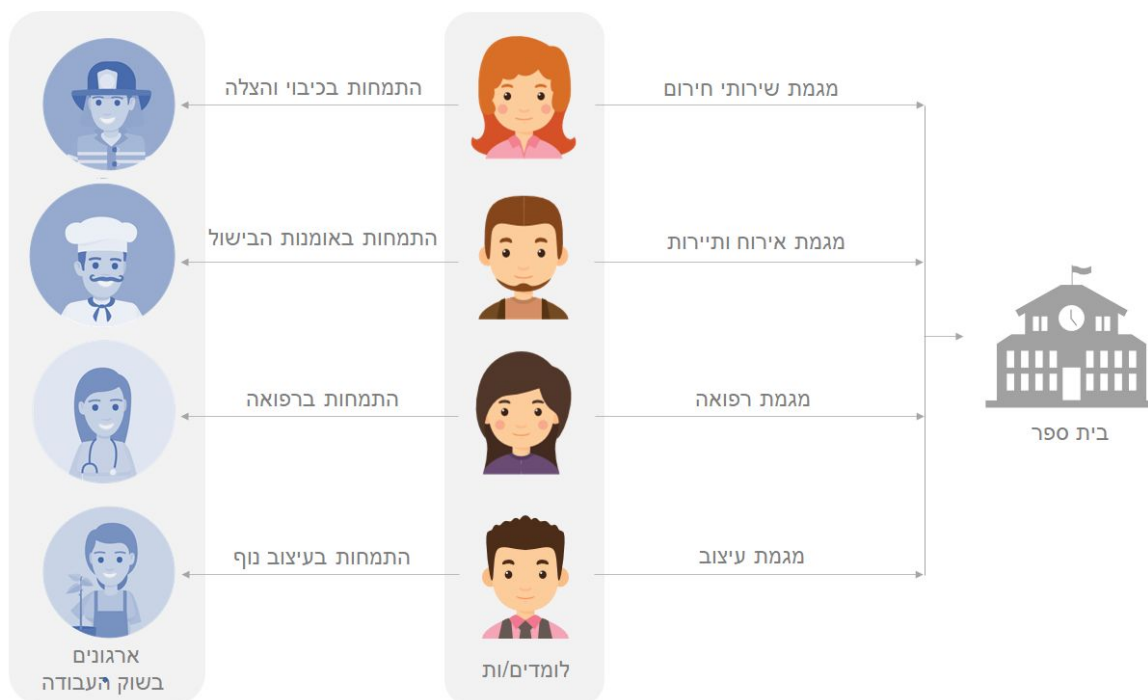 מגמת שירותי חירום
התמחות בכיבוי והצלה
מגמת אירוח ותיירות
התמחות באומנות הבישול
מגמת רפואה
התמחות ברפואה
מגמת עיצוב
התמחות בעיצוב נוף
בית ספר
לומדים/ות
ארגונים
בשוק העבודה